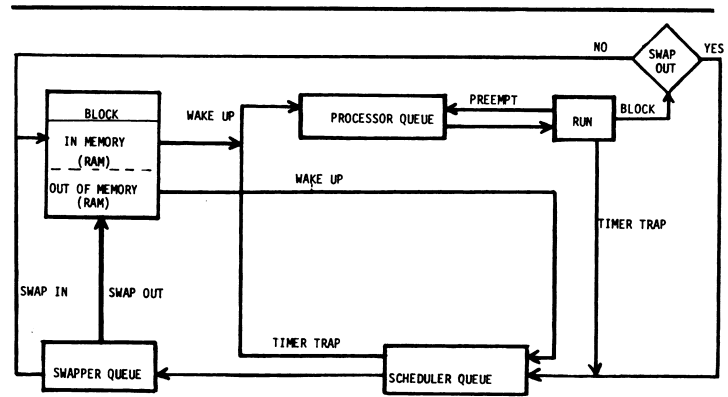 NO
YES
SWAP
OUT
BLOCK
WAKE UP
PROCESSOR QUEUE
PREEMPT
RUN
BLOCK
IN MEMORY
(RAM)
OUT OF MEMORY
(RAM)
WAKE UP
TIMER TRAP
SWAP IN
SWAP OUT
TIMER TRAP
SWAPPER QUEUE
SCHEDULER QUEUE